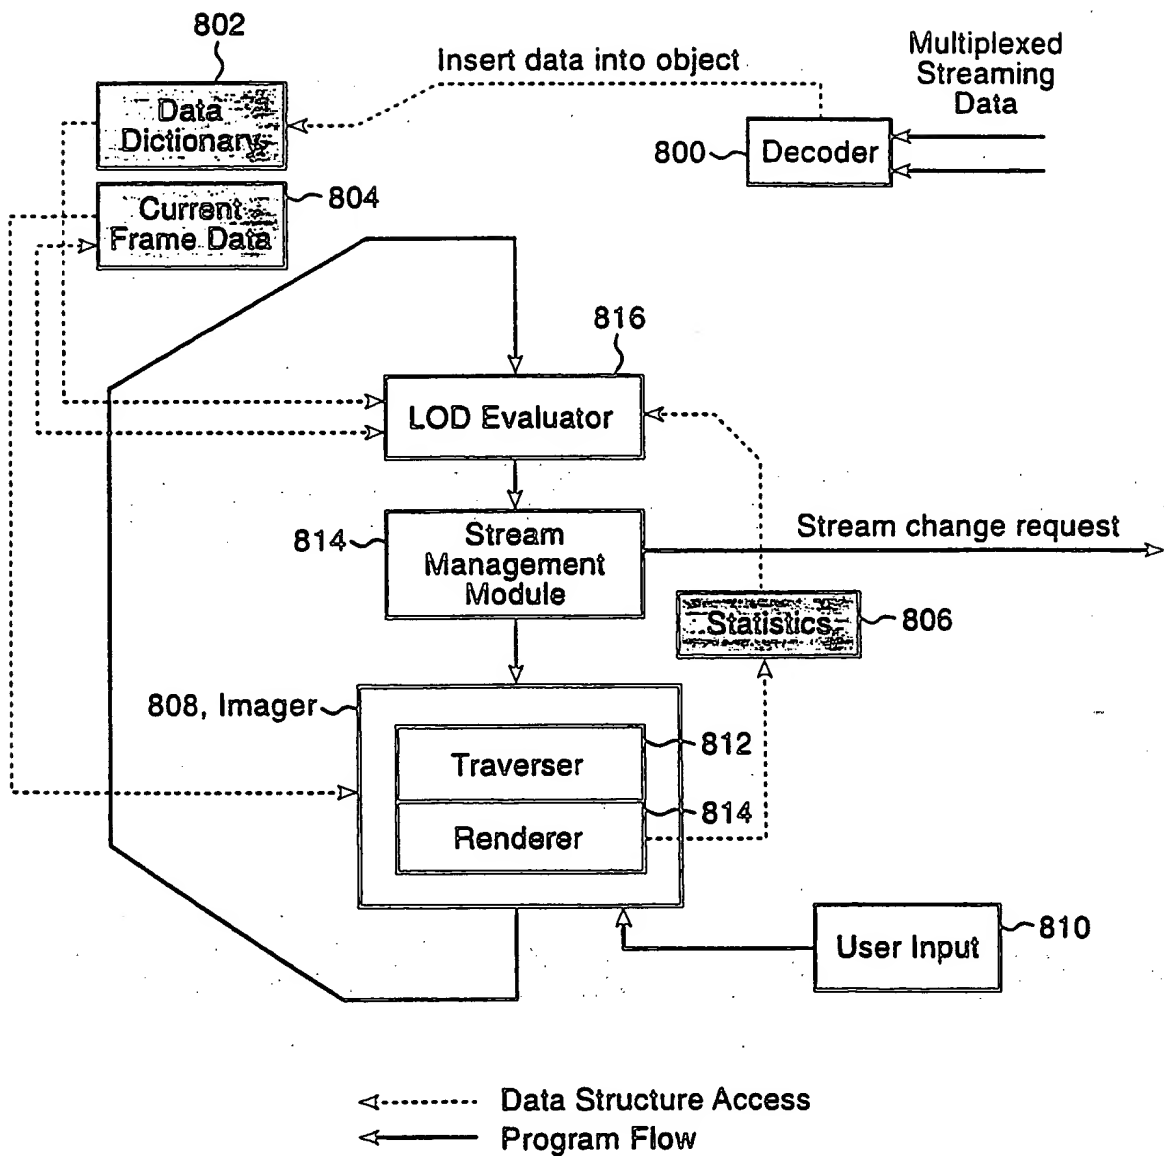 802
Insert data into object
Multiplexed
Streaming
Data
Data
Dictionary
800
Decoder
804
Current
Frame Data
816
LOD Evaluator
814
Stream
Management
Module
Stream change request
Statistics
806
808, Imager
812
Traverser
814
Renderer
User Input
810
Data Structure Access
Program Flow